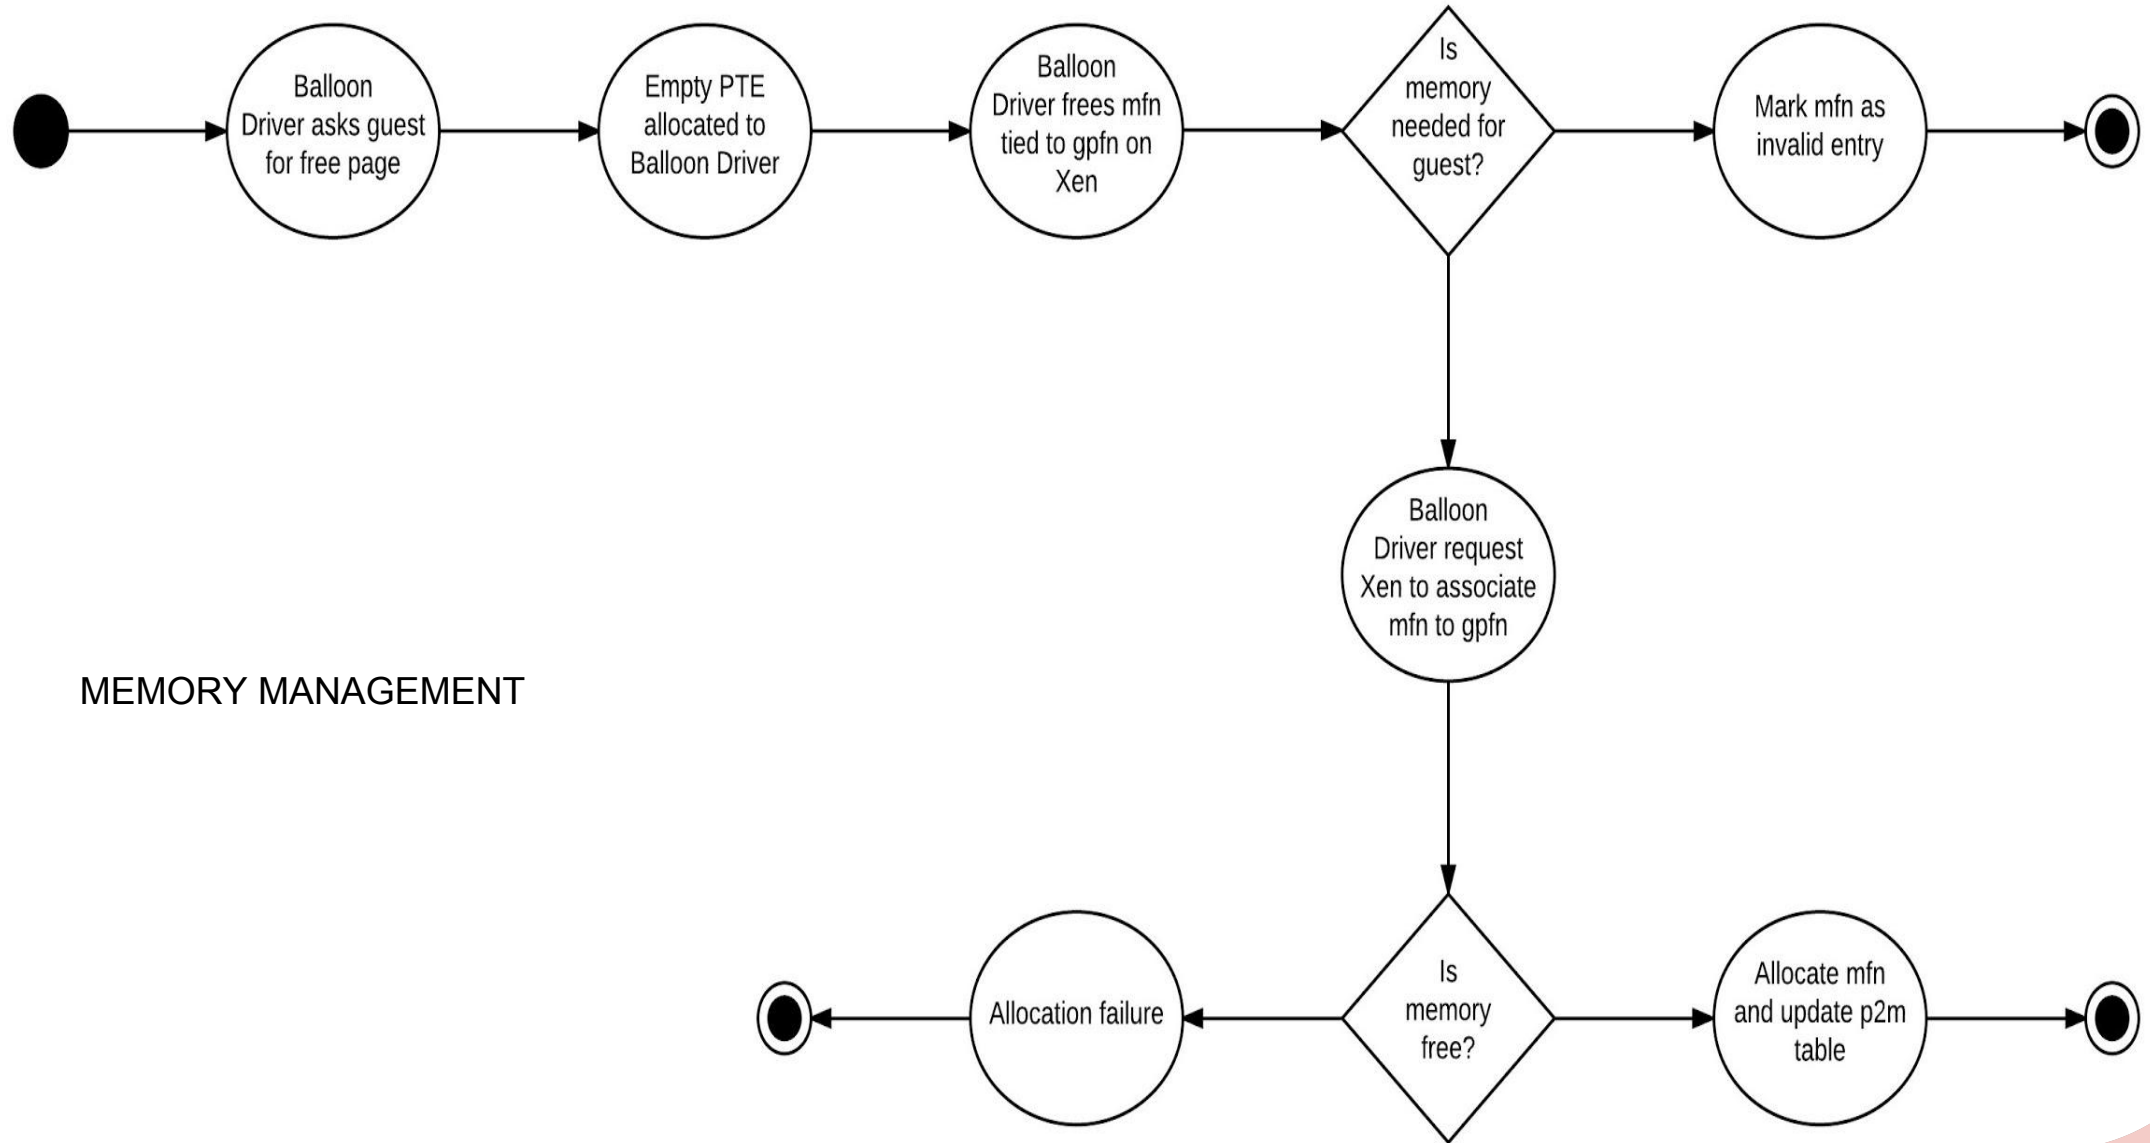 Balloon
Driver asks guest
for free page
Empty PTE
allocated to
Balloon Driver
Balloon
Driver frees mfn
tied to gpfn on
Xen
Is
memory
needed for
guest?
Mark mfn as
invalid entry
Balloon
Driver request
Xen to associate
mfn to gpfn
MEMORY MANAGEMENT
Allocation failure
Is
memory
free?
Allocate mfn
and update p2m
table